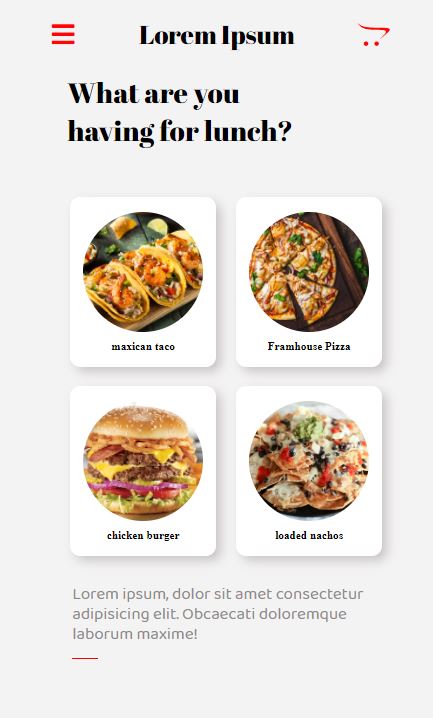 Lorem Ipsum
What are you
having for lunch?
maxican taco
Framhouse Pizza
chicken burger
loaded nachos
Lorem ipsum, dolor sit amet consectetur
adipisicing elit. Obcaecati doloremque
laborum maxime!